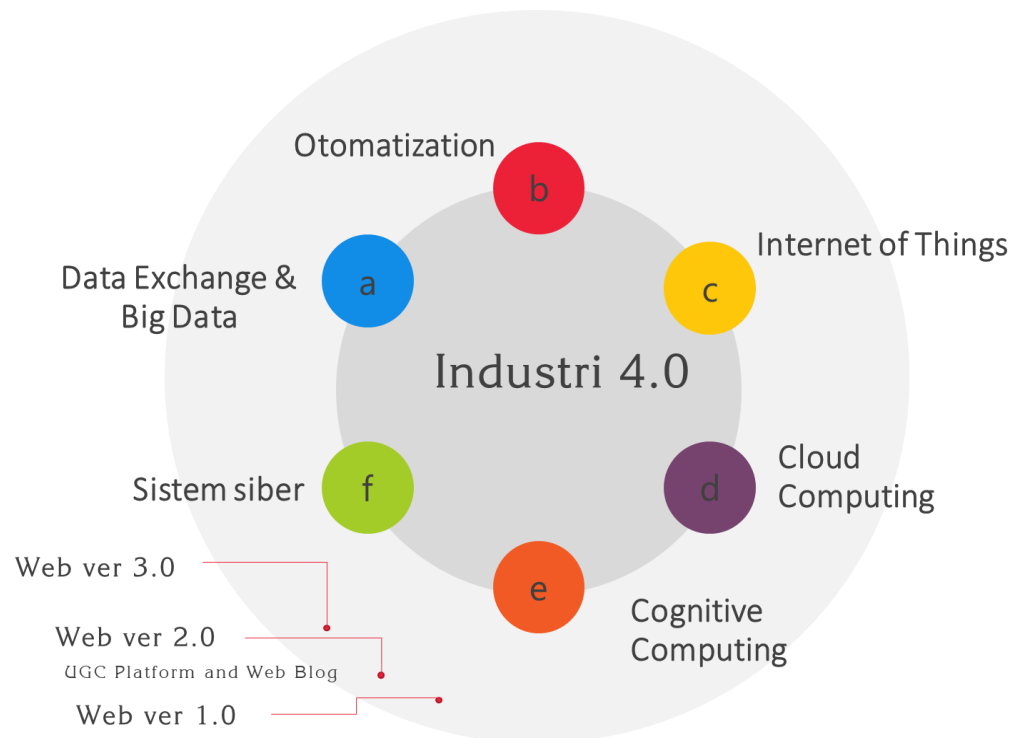 Otomatization
b
Internet of Things
c
Data Exchange &
Big Data
a
Industri 4.0
Cloud
Computing
d
Sistem siber
f
Web ver 3.0
e
Cognitive
Computing
Web ver 2.0
UGC Platform and Web Blog
Web ver 1.0